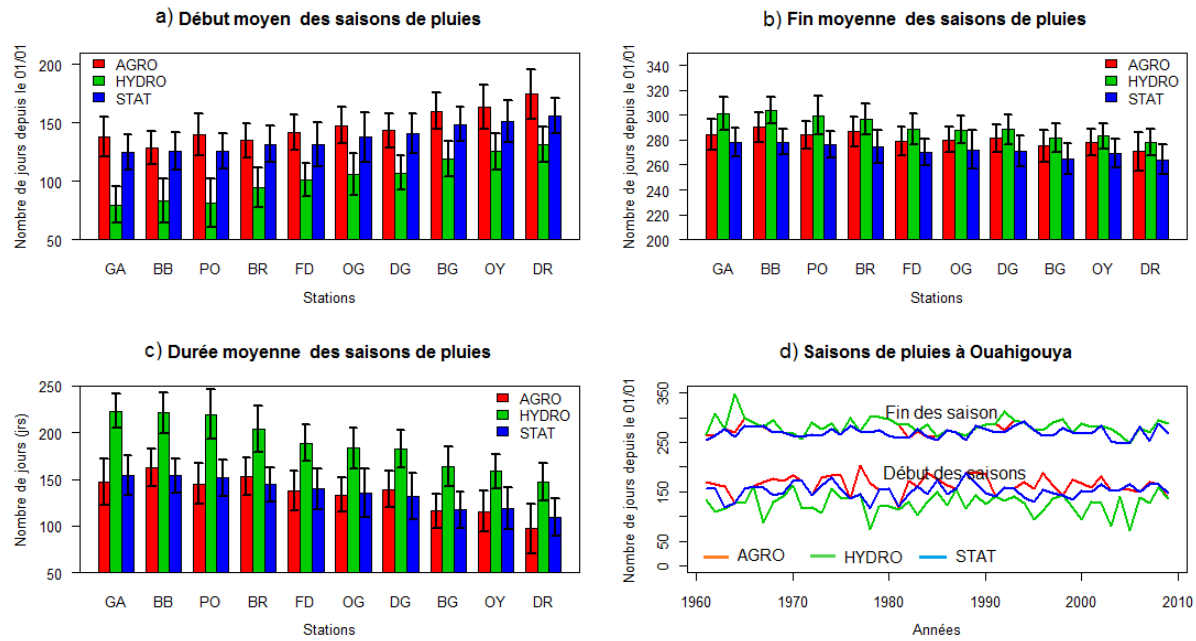 a) Début moyen des saisons de pluies
Nombre de jours depuis le 01/01
200
150
100
50
AGRO
HYDRO
STAT
GA BB PO BR FD OG DG BG OY DR
Stations
b) Fin moyenne des saisons de pluies
Nombre de jours depuis le 01/01
340
320
300
280
260
240
220
200
AGRO
HYDRO
STAT
GA BB PO BR FD OG DG BG OY DR
Stations
c) Durée moyenne des saisons de pluies
Nombre de jours (jrs)
250
200
150
100
50
AGRO
HYDRO
STAT
GA BB PO BR FD OG DG BG OY DR
Stations
d) Saisons de pluies à Ouahigouya
Nombre de jours depuis le 01/01
350
250
150
50
0
Fin des saison
Début des saisons
AGRO HYDRO STAT
1960 1970 1980 1990 2000 2010
Années